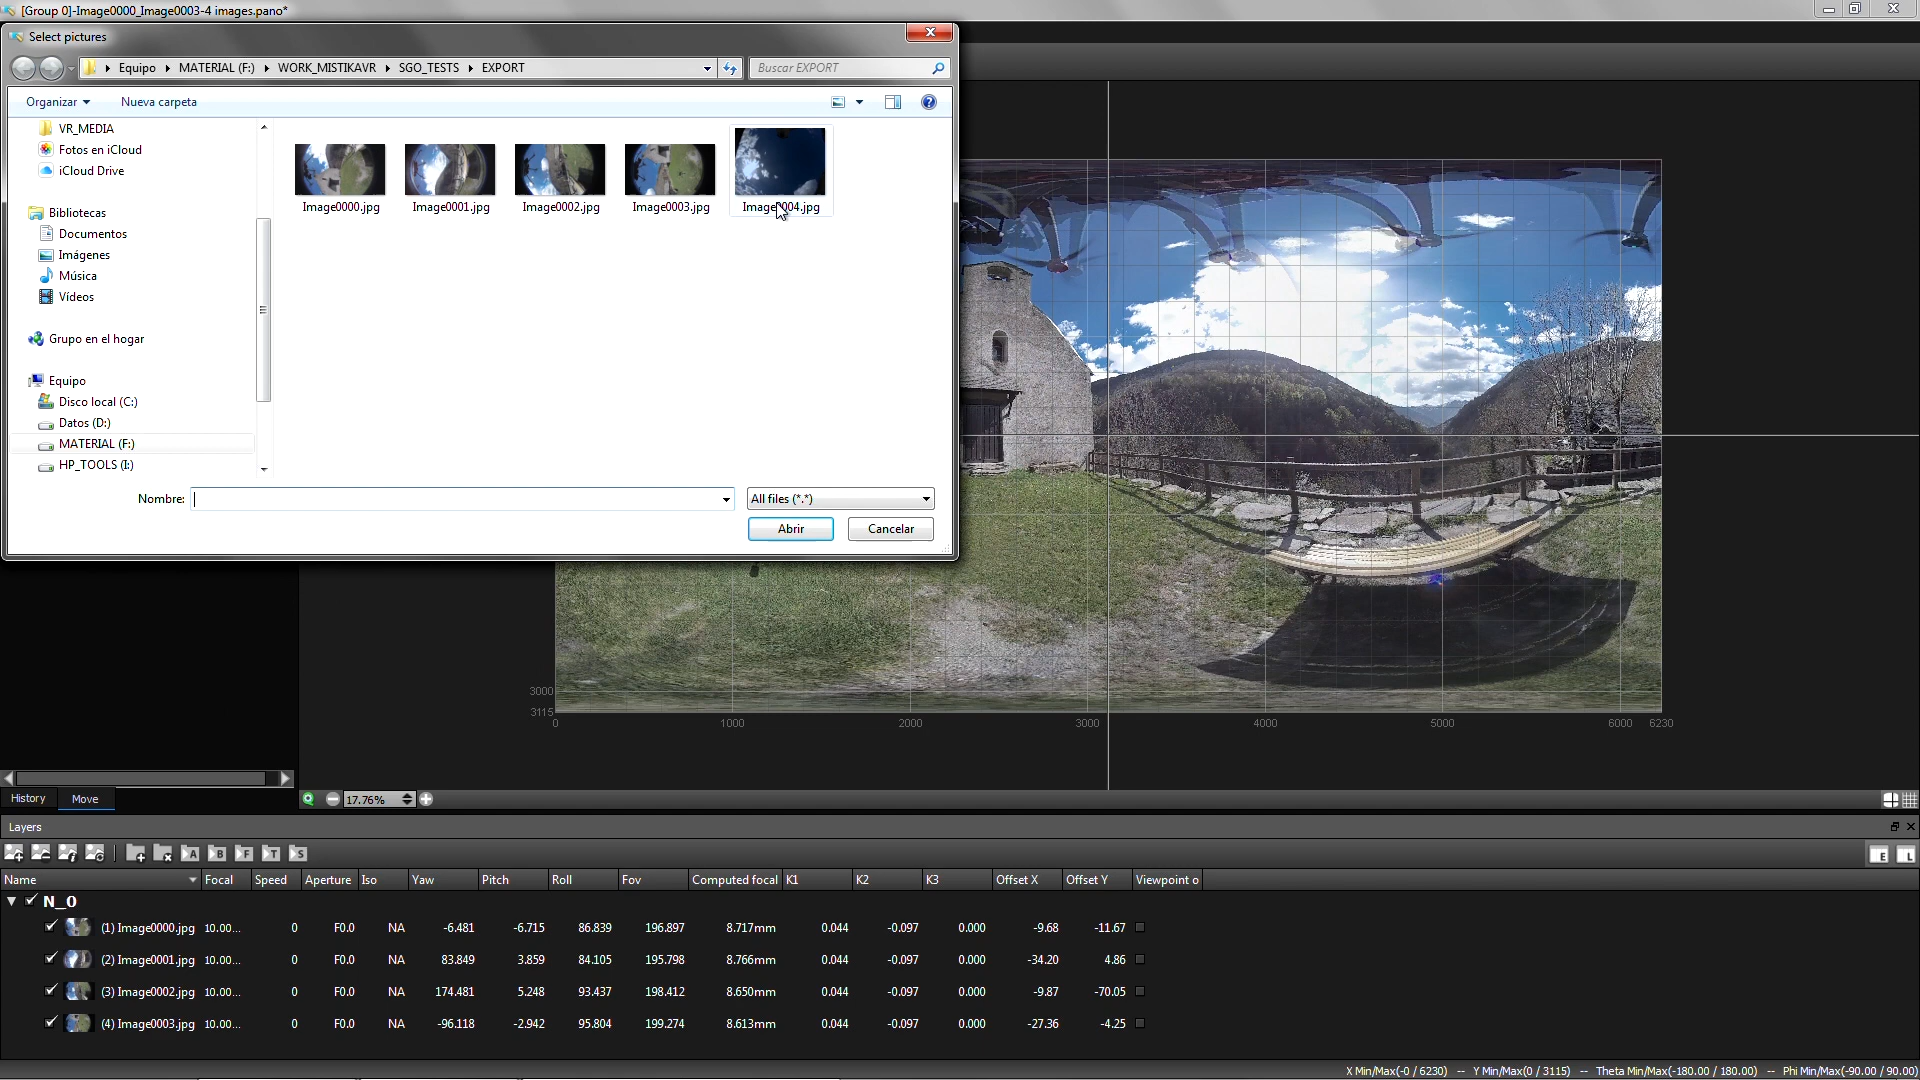 [Group 0]-Image0000_Image0003-4 images.pano*
Select pictures
Equipo MATERIAL (F:) WORK_MISTIKAVR SGO_TESTS EXPORT
Buscar EXPORT
Organizar
Nueva carpeta
VR_MEDIA
Fotos en iCloud
iCloud Drive
Bibliotecas
Documentos
Imágenes
Música
Vídeos
Grupo en el hogar
Equipo
Disco local (C:)
Datos (D:)
MATERIAL (F:)
HP_TOOLS (I:)
Image0000.jpg Image0001.jpg Image0002.jpg Image0003.jpg Image0004.jpg
Nombre:
All files (*.*)
Abrir Cancelar
3000
3115
0 1000 2000 3000 4000 5000 6000 6230
History Move
17.76%
Layers
A B F T S
E L
Name Focal Speed Aperture Iso Yaw Pitch Roll Fov Computed focal K1 K2 K3 Offset X Offset Y Viewpoint o
N_0
(1) Image0000.jpg 10.00... 0 F0.0 NA -6.481 -6.715 86.839 196.897 8.717mm 0.044 -0.097 0.000 -9.68 -11.67
(2) Image0001.jpg 10.00... 0 F0.0 NA 83.849 3.859 84.105 195.798 8.766mm 0.044 -0.097 0.000 -34.20 4.86
(3) Image0002.jpg 10.00... 0 F0.0 NA 174.481 5.248 93.437 198.412 8.650mm 0.044 -0.097 0.000 -9.87 -70.05
(4) Image0003.jpg 10.00... 0 F0.0 NA -96.118 -2.942 95.804 199.274 8.613mm 0.044 -0.097 0.000 -27.36 -4.25
X Min/Max(-0 / 6230) -- Y Min/Max(0 / 3115) -- Theta Min/Max(-180.00 / 180.00) -- Phi Min/Max(-90.00 / 90.00)